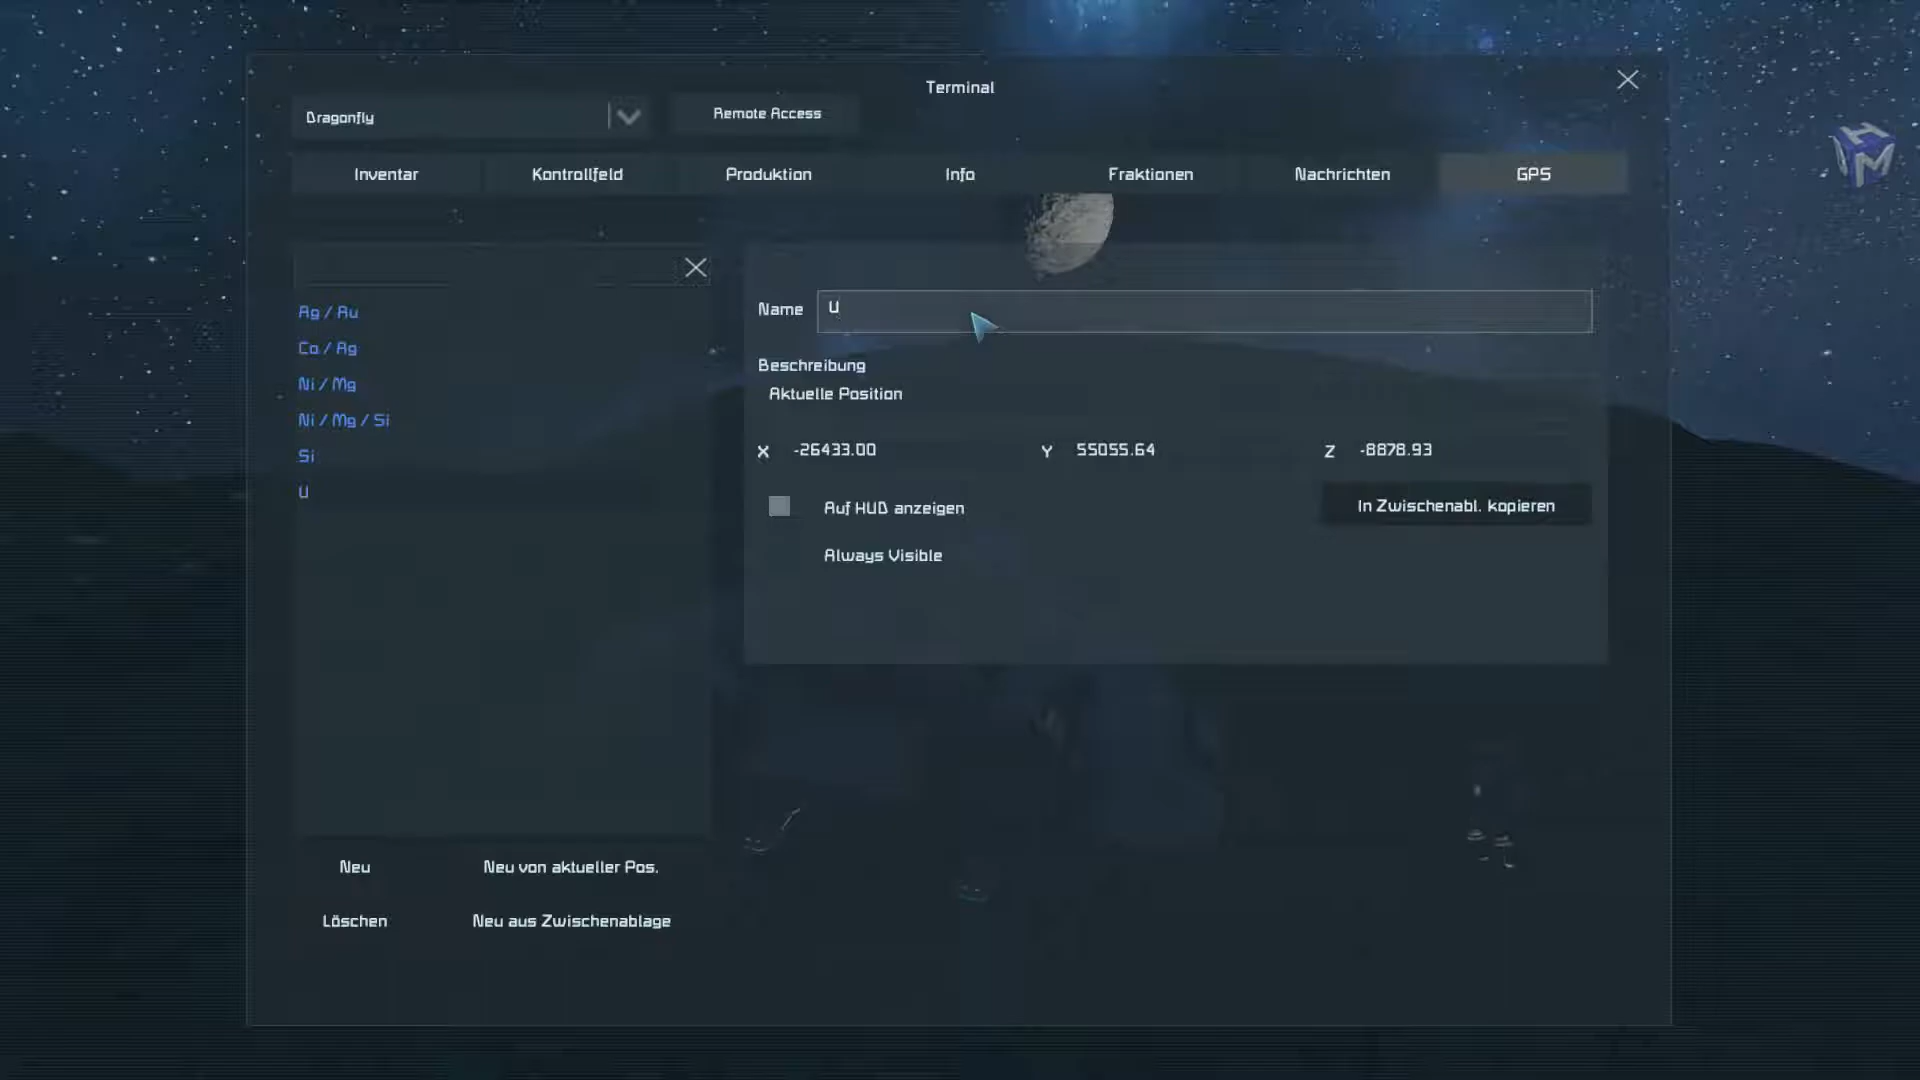 Terminal
Dragonfly
Remote Access
Inventar
Kontrollfeld
Produktion
Info
Fraktionen
Nachrichten
GPS
Ag / Au
Co / Ag
Ni / Mg
Ni / Mg / Si
Si
U
Name U
Beschreibung
Aktuelle Position
X -26433.00 Y 55055.64 Z -8878.93
Auf HUD anzeigen
In Zwischenabl. kopieren
Always Visible
Neu
Neu von aktueller Pos.
Löschen
Neu aus Zwischenablage